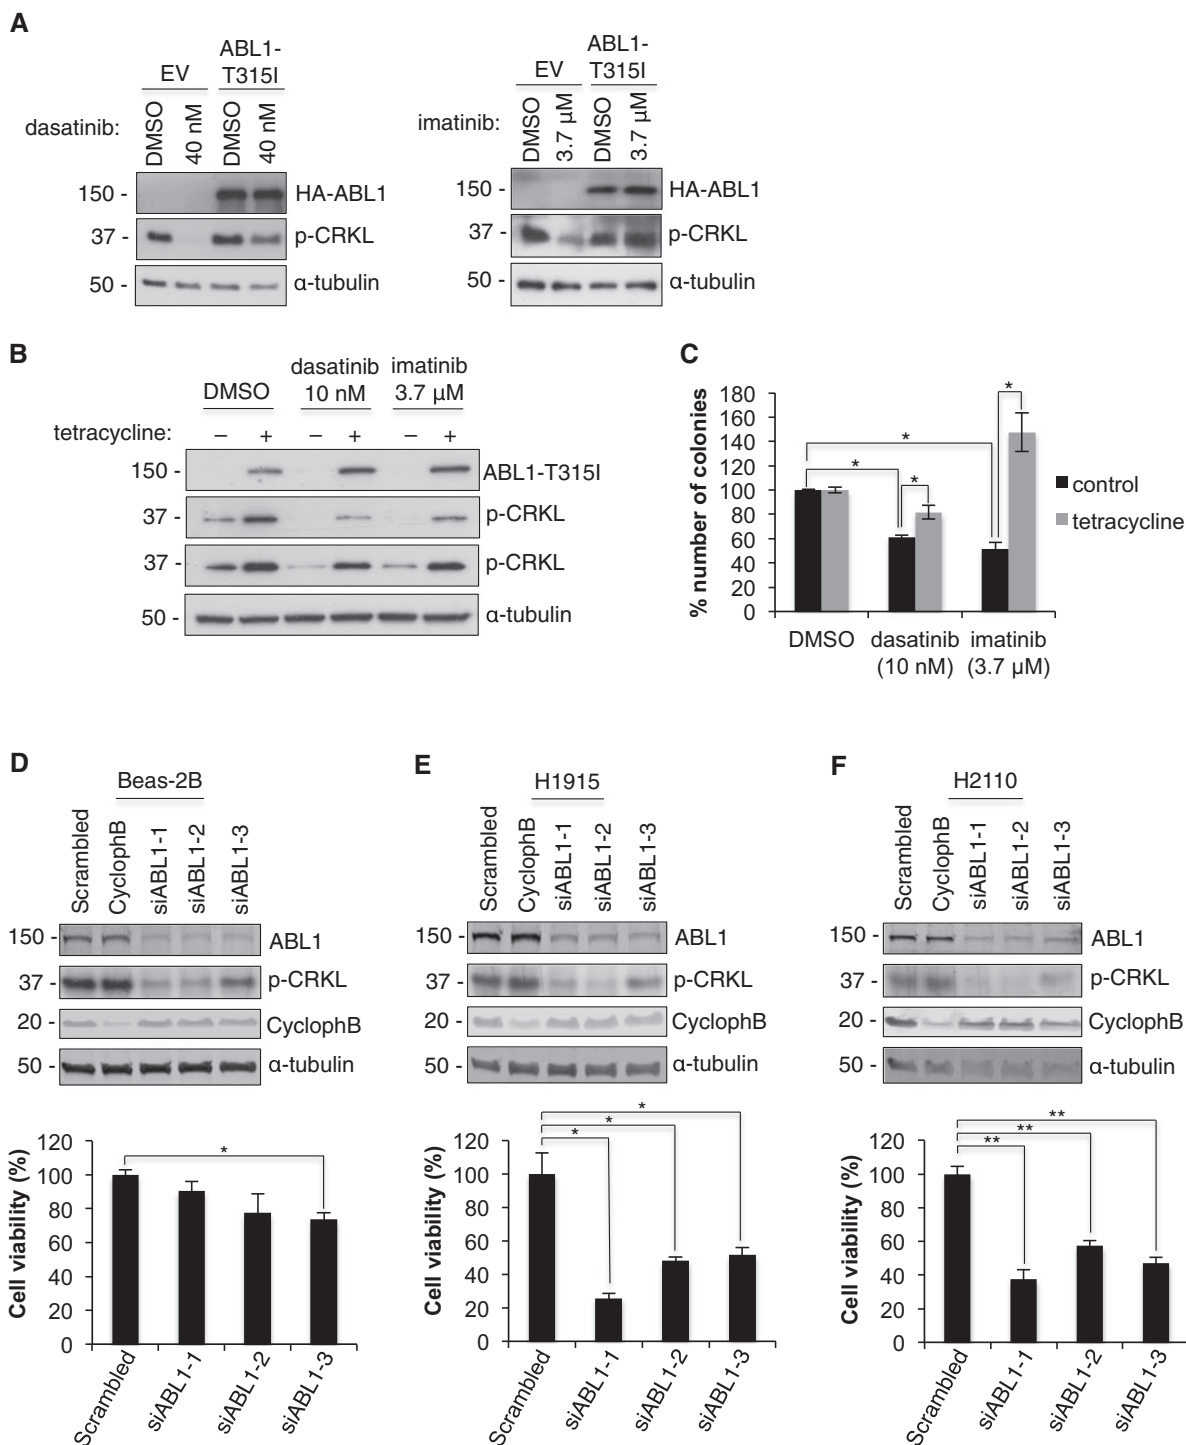 A
EV
ABL1-
T315I
dasatinib:
DMSO
40 nM
DMSO
40 nM
150 -
HA-ABL1
37 -
p-CRKL
50 -
α-tubulin
EV
ABL1-
T315I
imatinib:
DMSO
3.7 µM
DMSO
3.7 µM
150 -
HA-ABL1
37 -
p-CRKL
50 -
α-tubulin
B
DMSO
dasatinib
10 nM
imatinib
3.7 µM
tetracycline:
− + − + − +
150 -
ABL1-T315I
37 -
p-CRKL
37 -
p-CRKL
50 -
α-tubulin
C
% number of colonies
180
160
140
120
100
80
60
40
20
0
*
*
*
*
control
tetracycline
DMSO
dasatinib
(10 nM)
imatinib
(3.7 µM)
D
Beas-2B
Scrambled
CyclophB
siABL1-1
siABL1-2
siABL1-3
150 -
ABL1
37 -
p-CRKL
20 -
CyclophB
50 -
α-tubulin
Cell viability (%)
120
100
80
60
40
20
0
*
Scrambled
siABL1-1
siABL1-2
siABL1-3
E
H1915
Scrambled
CyclophB
siABL1-1
siABL1-2
siABL1-3
150 -
ABL1
37 -
p-CRKL
20 -
CyclophB
50 -
α-tubulin
Cell viability (%)
120
100
80
60
40
20
0
*
*
*
Scrambled
siABL1-1
siABL1-2
siABL1-3
F
H2110
Scrambled
CyclophB
siABL1-1
siABL1-2
siABL1-3
150 -
ABL1
37 -
p-CRKL
20 -
CyclophB
50 -
α-tubulin
Cell viability (%)
120
100
80
60
40
20
0
**
**
**
Scrambled
siABL1-1
siABL1-2
siABL1-3